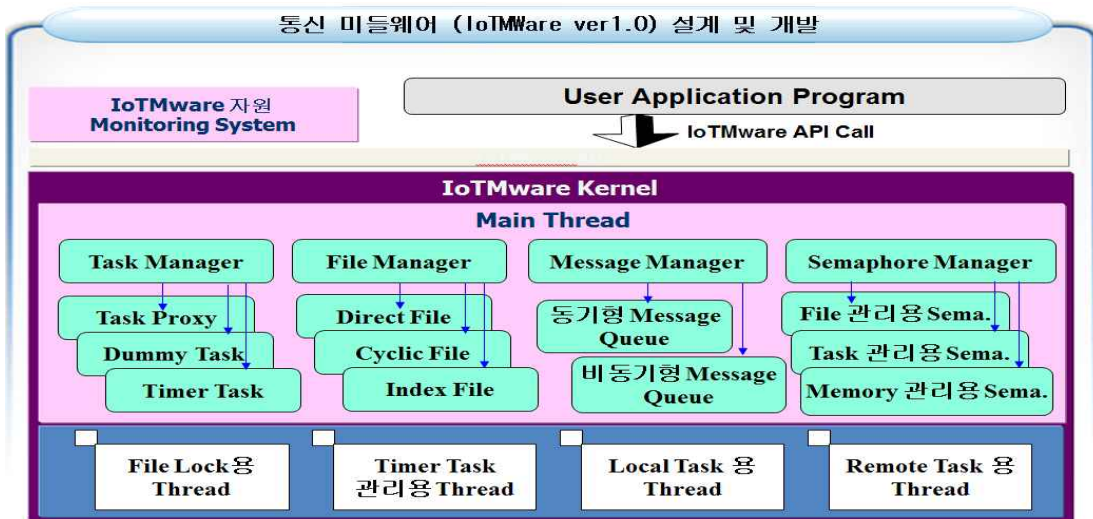 통신 미들웨어 (IoTMWare ver1.0) 설계 및 개발
IoTMware 자원
Monitoring System
User Application Program
IoTMware API Call
IoTMware Kernel
Main Thread
Task Manager
File Manager
Message Manager
Semaphore Manager
Task Proxy
Dummy Task
Timer Task
Direct File
Cyclic File
Index File
동기형 Message
Queue
비동기형 Message
Queue
File 관리용 Sema.
Task 관리용 Sema.
Memory 관리용 Sema.
File Lock용
Thread
Timer Task
관리용 Thread
Local Task 용
Thread
Remote Task 용
Thread